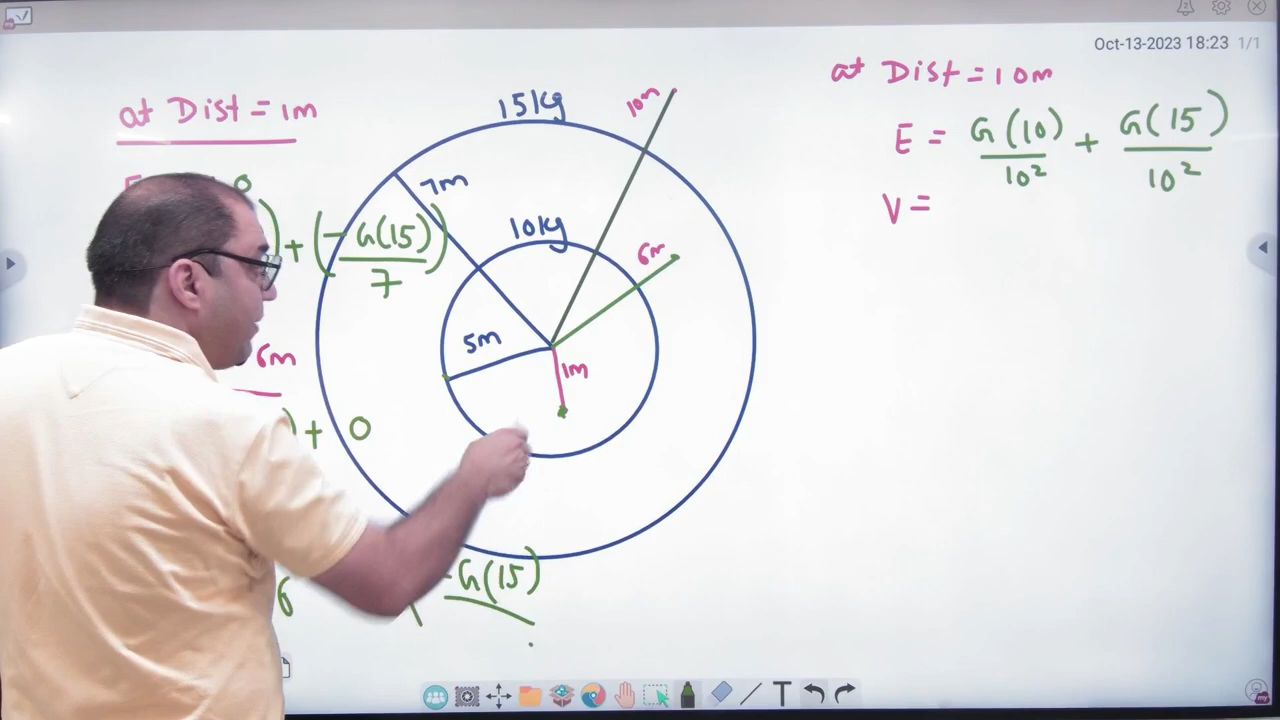 Oct-13-2023 18:23 1/1
at Dist = 1m
+ (- G(15) / 7)
6m
) + 0
- G(15)
15kg
7m
10m
10kg
6m
5m
1m
at Dist = 10m
E = G(10) / 10² + G(15) / 10²
V =